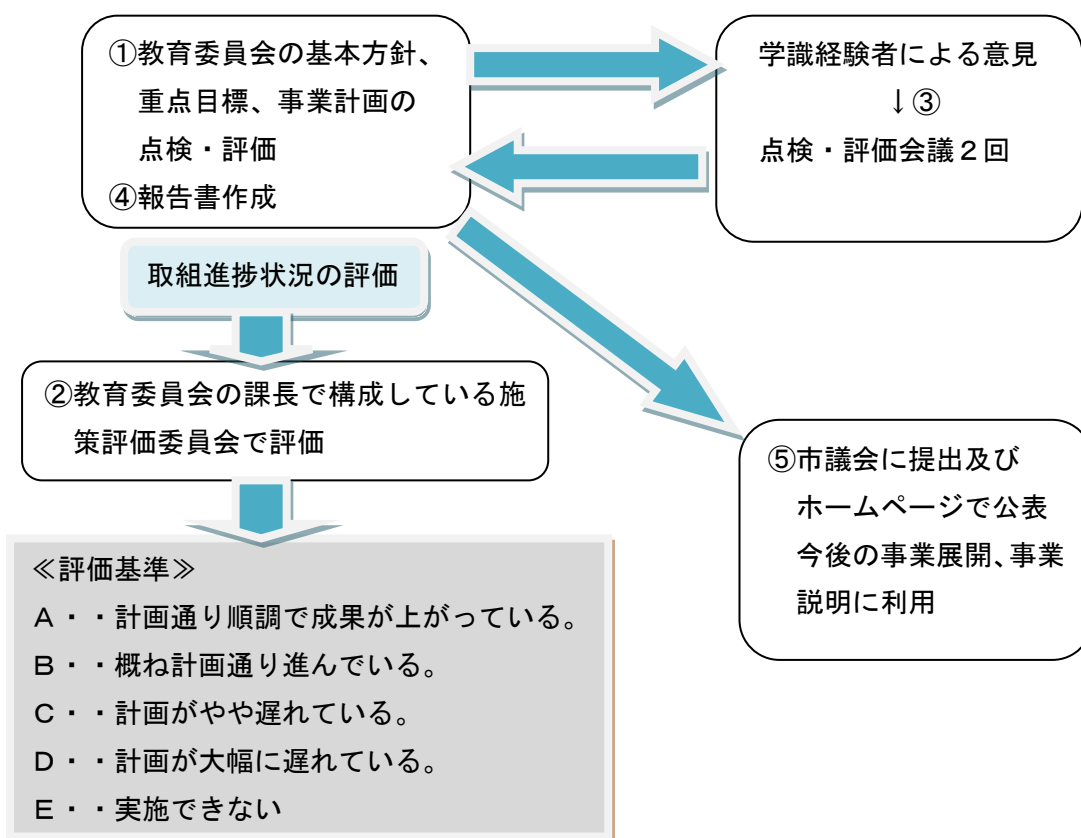 ①教育委員会の基本方針、
重点目標、事業計画の
点検・評価
④報告書作成
学識経験者による意見
↓③
点検・評価会議２回
取組進捗状況の評価
②教育委員会の課長で構成している施
策評価委員会で評価
⑤市議会に提出及び
ホームページで公表
今後の事業展開、事業
説明に利用
≪評価基準≫
Ａ・・計画通り順調で成果が上がっている。
Ｂ・・概ね計画通り進んでいる。
Ｃ・・計画がやや遅れている。
Ｄ・・計画が大幅に遅れている。
Ｅ・・実施できない